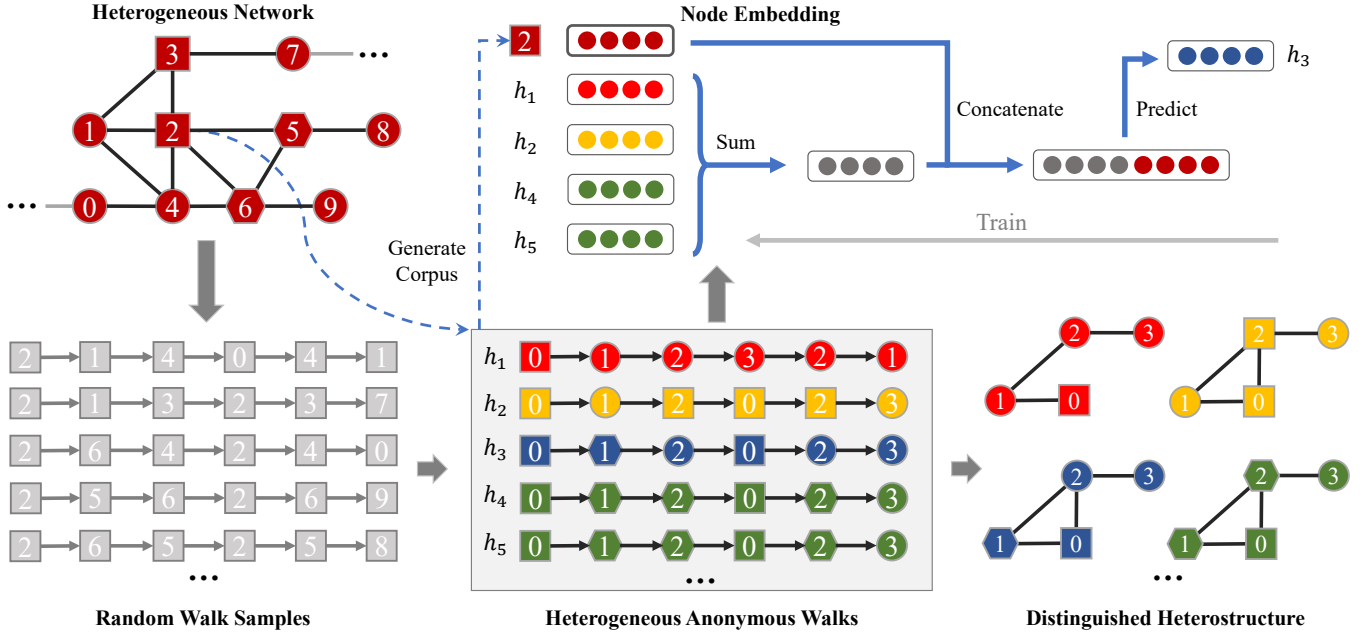 Heterogeneous Network
3 7 ...
1 2 5 8
... 0 4 6 9
Node Embedding
2
h1
h2
h4
h5
Sum
Concatenate
Predict
h3
Train
Generate
Corpus
2 1 4 0 4 1
2 1 3 2 3 7
2 6 4 2 4 0
2 5 6 2 6 9
2 6 5 2 5 8
...
Random Walk Samples
h1 0 1 2 3 2 1
h2 0 1 2 0 2 3
h3 0 1 2 0 2 3
h4 0 1 2 0 2 3
h5 0 1 2 0 2 3
...
Heterogeneous Anonymous Walks
2 3
1 0
2 3
1 0
2 3
1 0
2 3
1 0
...
Distinguished Heterostructure